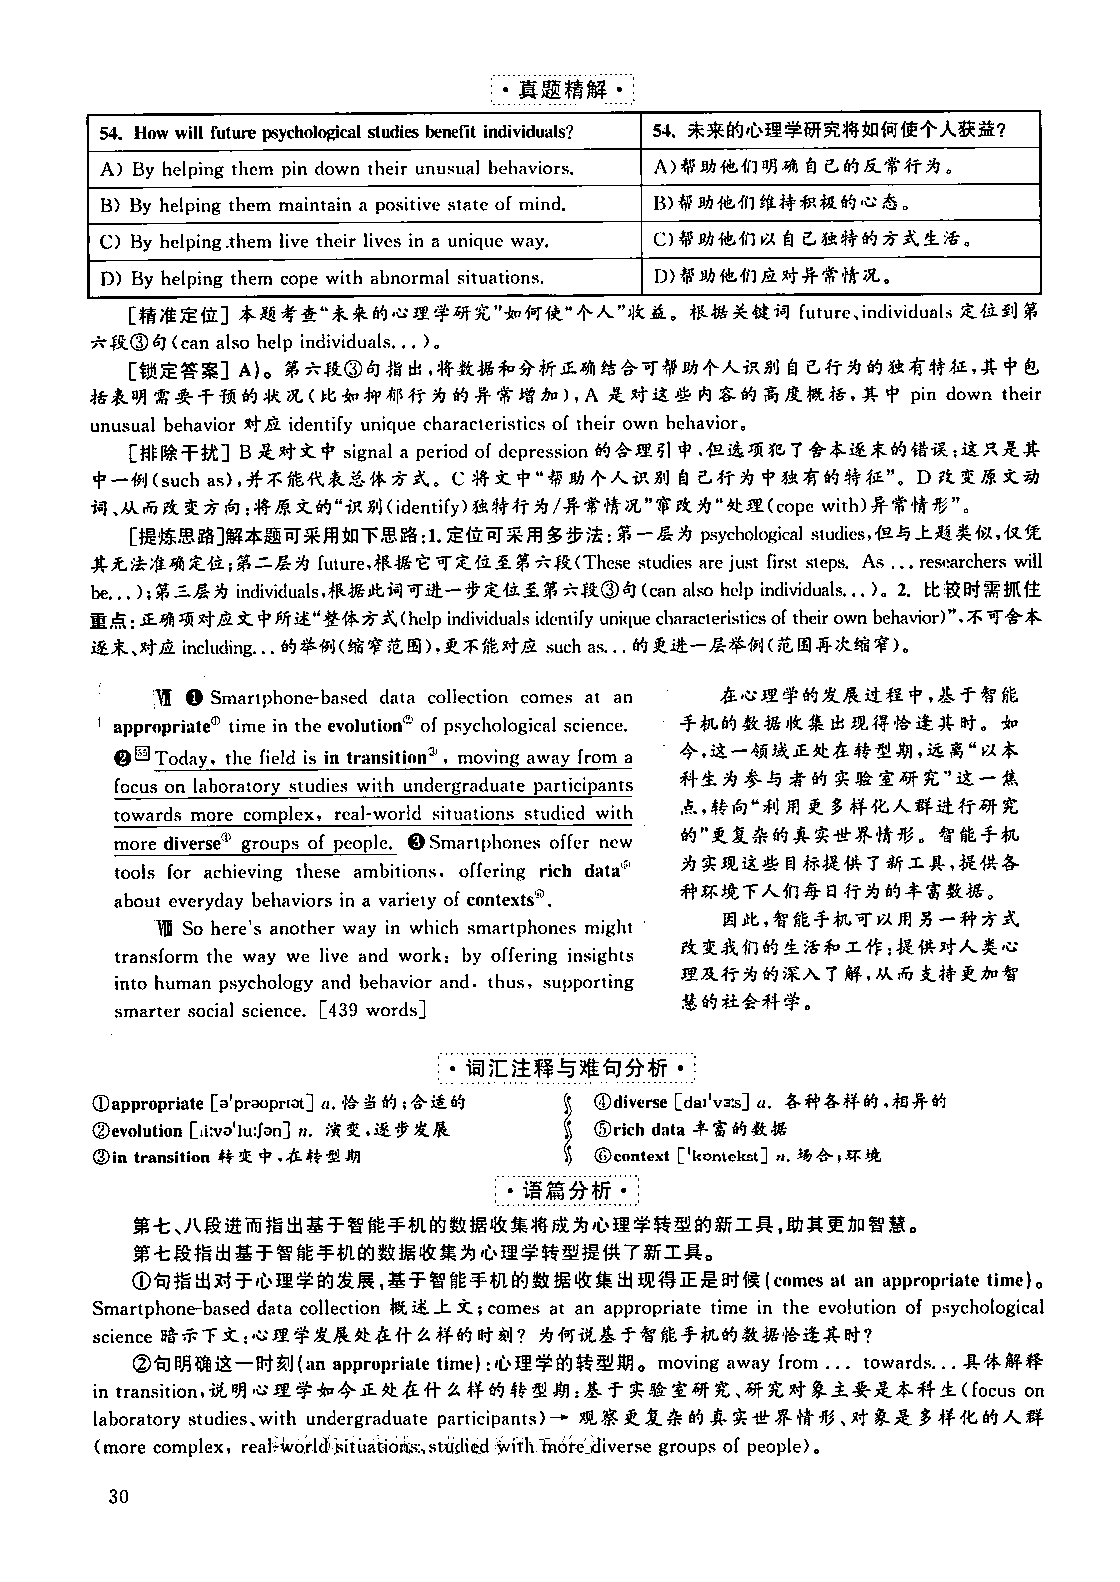 ·真题精解·
54. How will future psychological studies benefit individuals?
54. 未来的心理学研究将如何使个人获益?
A) By helping them pin down their unusual behaviors.
A)帮助他们明确自己的反常行为。
B) By helping them maintain a positive state of mind.
B)帮助他们维持积极的心态。
C) By helping them live their lives in a unique way.
C)帮助他们以自己独特的方式生活。
D) By helping them cope with abnormal situations.
D)帮助他们应对异常情况。
[精准定位] 本题考查“未来的心理学研究”如何使“个人”收益。根据关键词 future、individuals 定位到第
六段③句(can also help individuals...)。
[锁定答案] A)。第六段③句指出,将数据和分析正确结合可帮助个人识别自己行为的独有特征,其中包
括表明需要干预的状况(比如抑郁行为的异常增加),A 是对这些内容的高度概括,其中 pin down their
unusual behavior 对应 identify unique characteristics of their own behavior。
[排除干扰] B 是对文中 signal a period of depression 的合理引申,但选项犯了舍本逐末的错误:这只是其
中一例(such as),并不能代表总体方式。C 将文中“帮助个人识别自己行为中独有的特征”。D 改变原文动
词、从而改变方向:将原文的“识别(identify)独特行为/异常情况”窜改为“处理(cope with)异常情形”。
[提炼思路]解本题可采用如下思路:1. 定位可采用多步法:第一层为 psychological studies,但与上题类似,仅凭
其无法准确定位;第二层为 future,根据它可定位至第六段(These studies are just first steps. As ... researchers will
be...);第三层为 individuals,根据此词可进一步定位至第六段③句(can also help individuals...)。2. 比较时需抓住
重点:正确项对应文中所述“整体方式(help individuals identify unique characteristics of their own behavior)”,不可舍本
逐末、对应 including... 的举例(缩窄范围),更不能对应 such as... 的更进一层举例(范围再次缩窄)。
Ⅶ ❶ Smartphone-based data collection comes at an
appropriate① time in the evolution② of psychological science.
❷55 Today, the field is in transition③, moving away from a
focus on laboratory studies with undergraduate participants
towards more complex, real-world situations studied with
more diverse④ groups of people. ❸ Smartphones offer new
tools for achieving these ambitions, offering rich data⑤
about everyday behaviors in a variety of contexts⑥.
Ⅷ So here's another way in which smartphones might
transform the way we live and work: by offering insights
into human psychology and behavior and, thus, supporting
smarter social science. [439 words]
在心理学的发展过程中,基于智能
手机的数据收集出现得恰逢其时。如
今,这一领域正处在转型期,远离“以本
科生为参与者的实验室研究”这一焦
点,转向“利用更多样化人群进行研究
的”更复杂的真实世界情形。智能手机
为实现这些目标提供了新工具,提供各
种环境下人们每日行为的丰富数据。
因此,智能手机可以用另一种方式
改变我们的生活和工作:提供对人类心
理及行为的深入了解,从而支持更加智
慧的社会科学。
·词汇注释与难句分析·
①appropriate [əˈprəʊprɪət] a. 恰当的;合适的
②evolution [ˌiːvəˈluːʃən] n. 演变,逐步发展
③in transition 转变中,在转型期
④diverse [daɪˈvɜːs] a. 各种各样的,相异的
⑤rich data 丰富的数据
⑥context [ˈkɒntekst] n. 场合,环境
·语篇分析·
第七、八段进而指出基于智能手机的数据收集将成为心理学转型的新工具,助其更加智慧。
第七段指出基于智能手机的数据收集为心理学转型提供了新工具。
①句指出对于心理学的发展,基于智能手机的数据收集出现得正是时候(comes at an appropriate time)。
Smartphone-based data collection 概述上文;comes at an appropriate time in the evolution of psychological
science 暗示下文:心理学发展处在什么样的时刻?为何说基于智能手机的数据恰逢其时?
②句明确这一时刻(an appropriate time):心理学的转型期。moving away from ... towards... 具体解释
in transition,说明心理学如今正处在什么样的转型期:基于实验室研究、研究对象主要是本科生(focus on
laboratory studies、with undergraduate participants)→ 观察更复杂的真实世界情形、对象是多样化的人群
(more complex, real-world situations、studied with more diverse groups of people)。
30